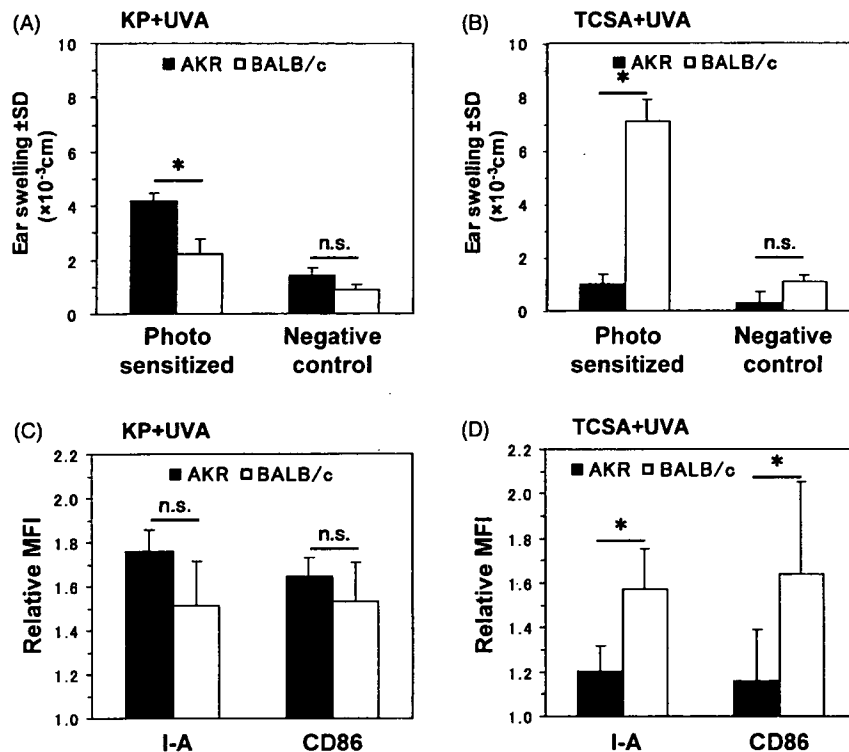 (A) KP+UVA
Ear swelling ±SD
(×10⁻³cm)
10
8
6
4
2
0
AKR BALB/c
*
n.s.
Photo sensitized
Negative control
(B) TCSA+UVA
Ear swelling ±SD
(×10⁻³cm)
10
8
6
4
2
0
AKR BALB/c
*
n.s.
Photo sensitized
Negative control
(C) KP+UVA
Relative MFI
2.2
2.0
1.8
1.6
1.4
1.2
1.0
AKR BALB/c
n.s.
n.s.
I-A CD86
(D) TCSA+UVA
Relative MFI
2.2
2.0
1.8
1.6
1.4
1.2
1.0
AKR BALB/c
*
*
I-A CD86